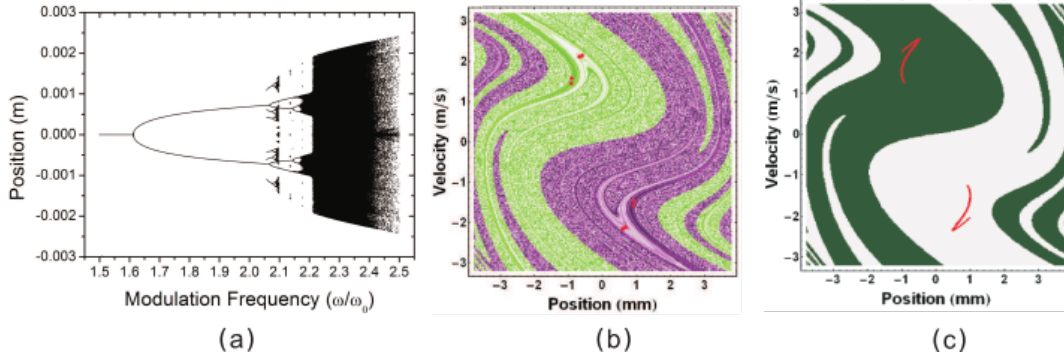 0.003
0.002
0.001
0.000
-0.001
-0.002
-0.003
Position (m)
1.5 1.6 1.7 1.8 1.9 2.0 2.1 2.2 2.3 2.4 2.5
Modulation Frequency (ω/ω₀)
(a)
3
2
1
0
−1
−2
−3
Velocity (m/s)
−3 −2 −1 0 1 2 3
Position (mm)
(b)
3
2
1
0
−1
−2
−3
Velocity (m/s)
−3 −2 −1 0 1 2 3
Position (mm)
(c)